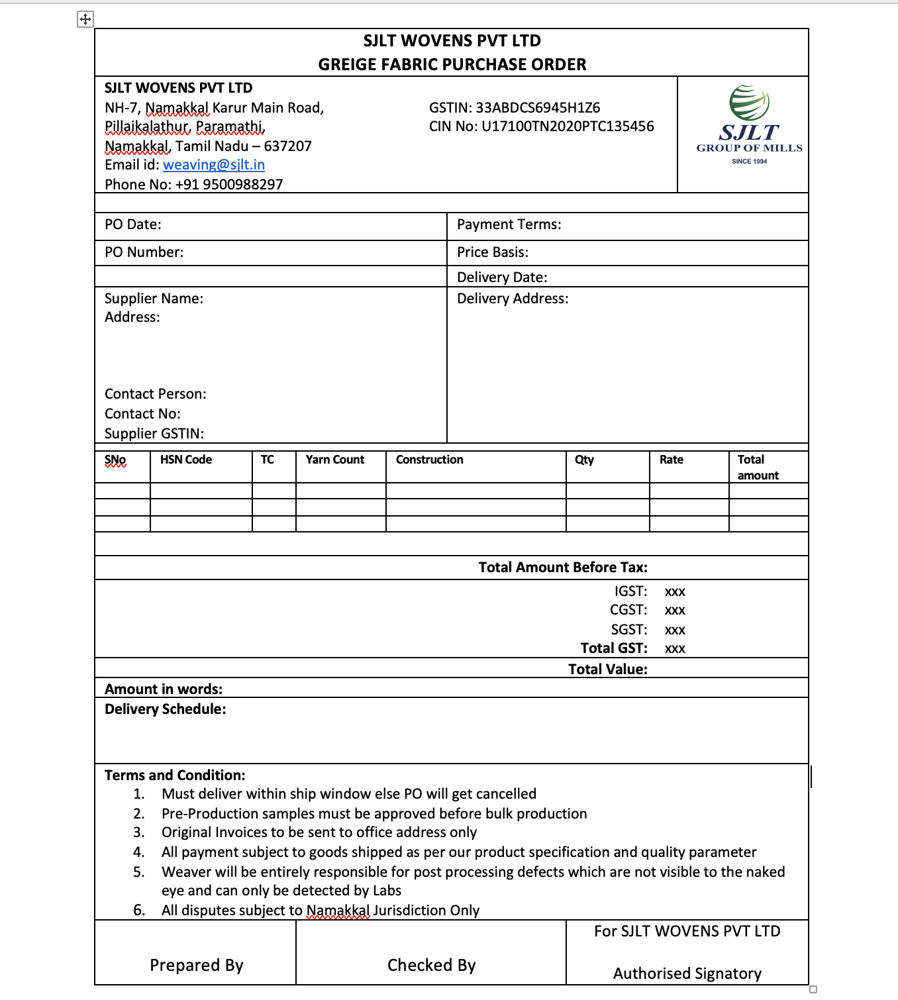 SJLT WOVENS PVT LTD
GREIGE FABRIC PURCHASE ORDER
SJLT WOVENS PVT LTD
NH-7, Namakkal Karur Main Road,
Pillaikalathur, Paramathi,
Namakkal, Tamil Nadu – 637207
Email id: weaving@sjlt.in
Phone No: +91 9500988297
GSTIN: 33ABDCS6945H1Z6
CIN No: U17100TN2020PTC135456
SJLT
GROUP OF MILLS
SINCE 1994
PO Date:
Payment Terms:
PO Number:
Price Basis:
Delivery Date:
Supplier Name:
Address:
Contact Person:
Contact No:
Supplier GSTIN:
Delivery Address:
SNo HSN Code TC Yarn Count Construction Qty Rate Total
amount
Total Amount Before Tax:
IGST: xxx
CGST: xxx
SGST: xxx
Total GST: xxx
Total Value:
Amount in words:
Delivery Schedule:
Terms and Condition:
1. Must deliver within ship window else PO will get cancelled
2. Pre-Production samples must be approved before bulk production
3. Original Invoices to be sent to office address only
4. All payment subject to goods shipped as per our product specification and quality parameter
5. Weaver will be entirely responsible for post processing defects which are not visible to the naked
eye and can only be detected by Labs
6. All disputes subject to Namakkal Jurisdiction Only
Prepared By
Checked By
For SJLT WOVENS PVT LTD
Authorised Signatory